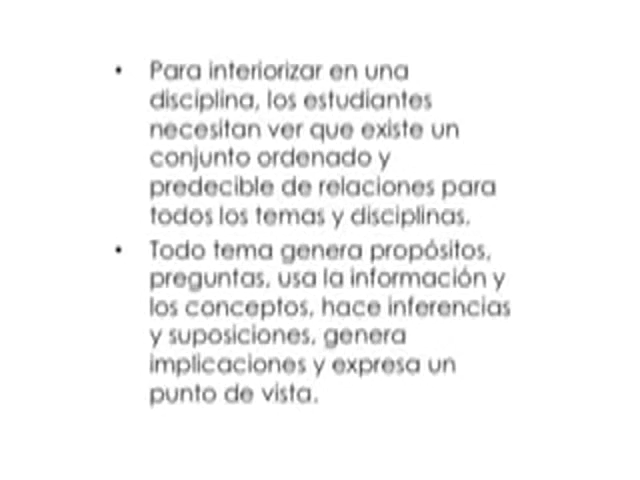 • Para interiorizar en una
disciplina, los estudiantes
necesitan ver que existe un
conjunto ordenado y
predecible de relaciones para
todos los temas y disciplinas.
• Todo tema genera propósitos,
preguntas, usa la información y
los conceptos, hace inferencias
y suposiciones, genera
implicaciones y expresa un
punto de vista.